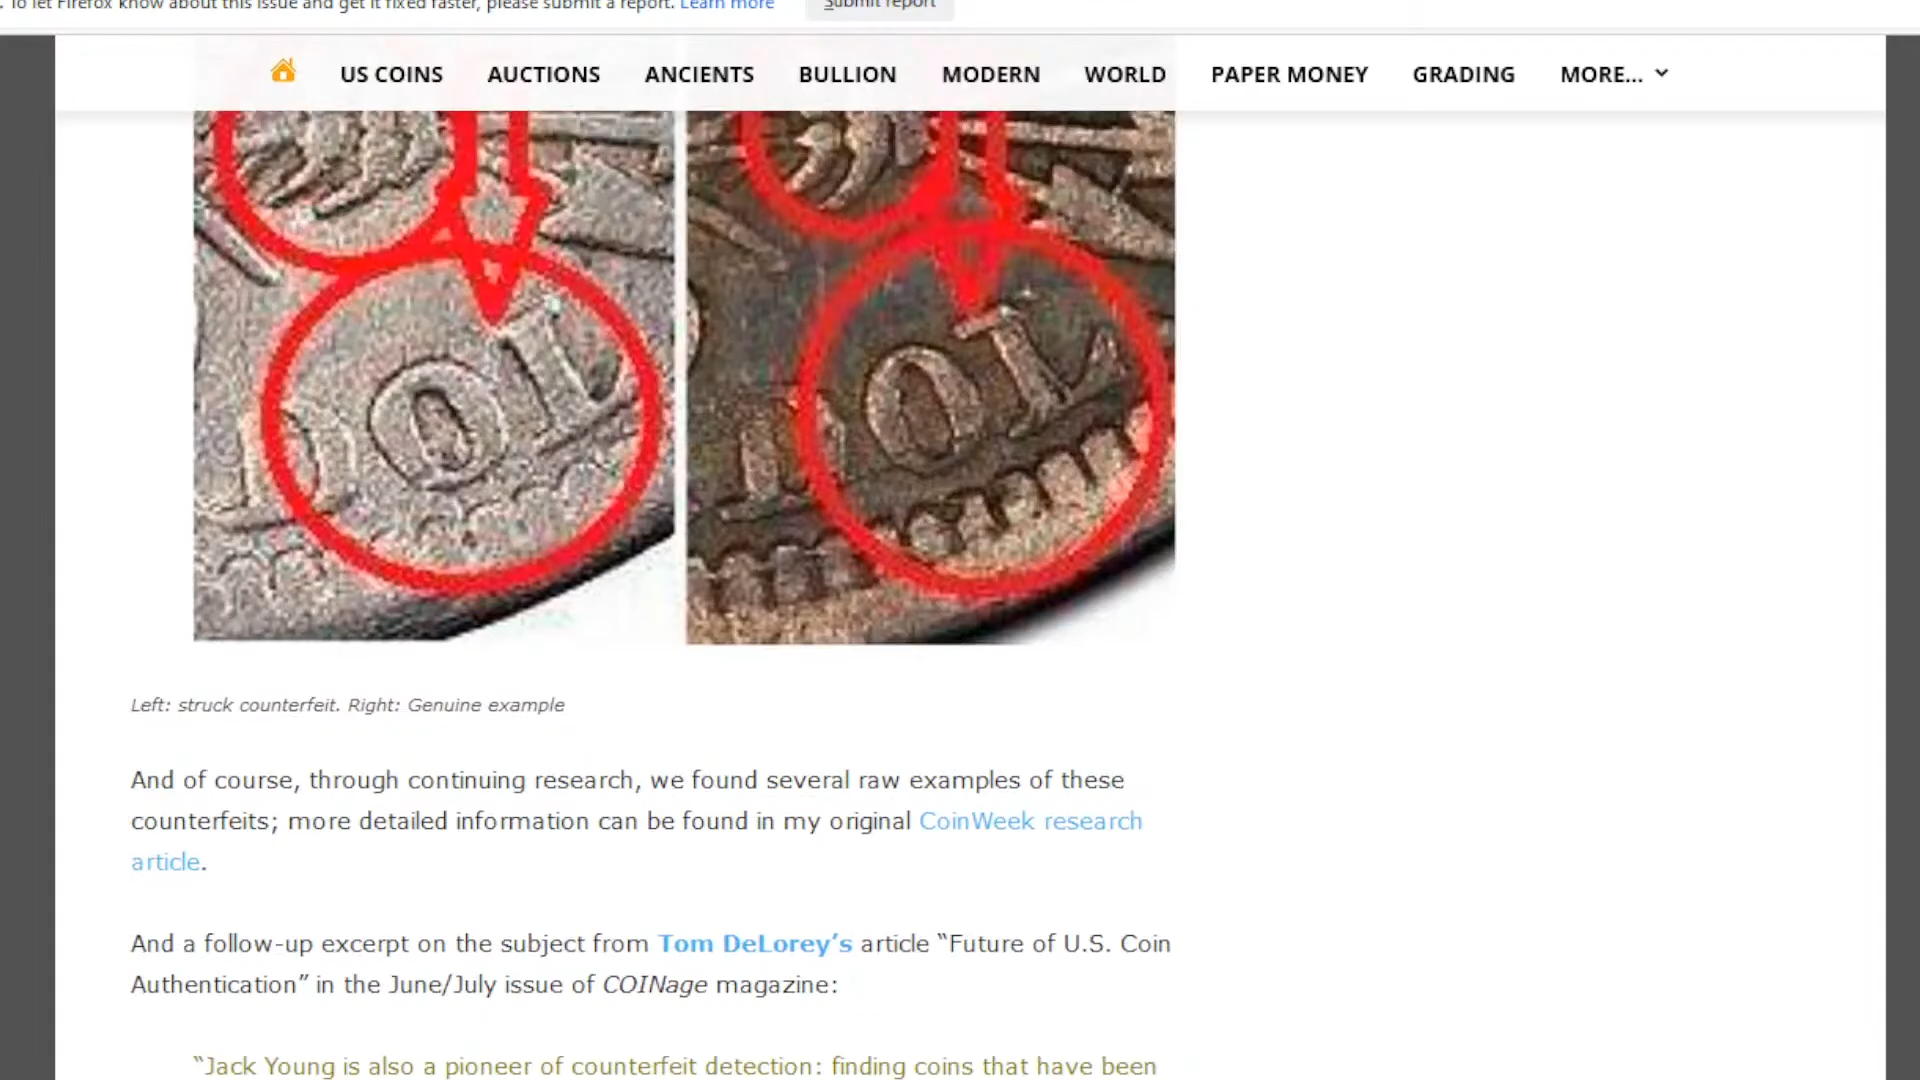 . To let Firefox know about this issue and get it fixed faster, please submit a report. Learn more Submit report
US COINS AUCTIONS ANCIENTS BULLION MODERN WORLD PAPER MONEY GRADING MORE...
OL
OL
Left: struck counterfeit. Right: Genuine example
And of course, through continuing research, we found several raw examples of these
counterfeits; more detailed information can be found in my original CoinWeek research
article.
And a follow-up excerpt on the subject from Tom DeLorey’s article “Future of U.S. Coin
Authentication” in the June/July issue of COINage magazine:
“Jack Young is also a pioneer of counterfeit detection: finding coins that have been